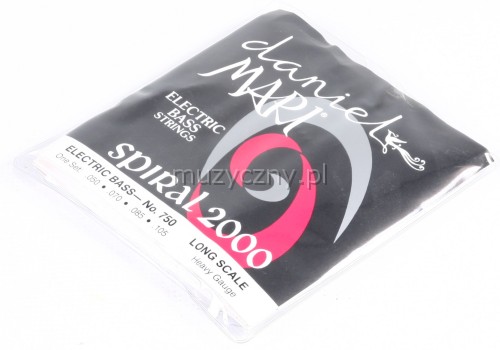 daniel
MARI®
ELECTRIC
BASS
STRINGS
SPIRAL 2000
muzyczny.pl
ELECTRIC BASS — No. 750
One Set .050 • .070 • .085 • .105
LONG SCALE
Heavy Gauge